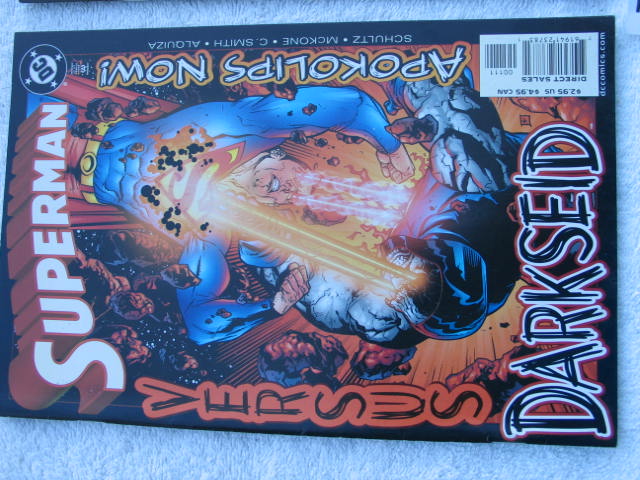 SUPERMAN
DC
VERSUS
APOKOLIPS NOW!
SCHULTZ • MCKONE • C. SMITH • ALQUIZA
DARKSEID
00111
DIRECT SALES
$2.95 US $4.95 CAN
dccomics.com